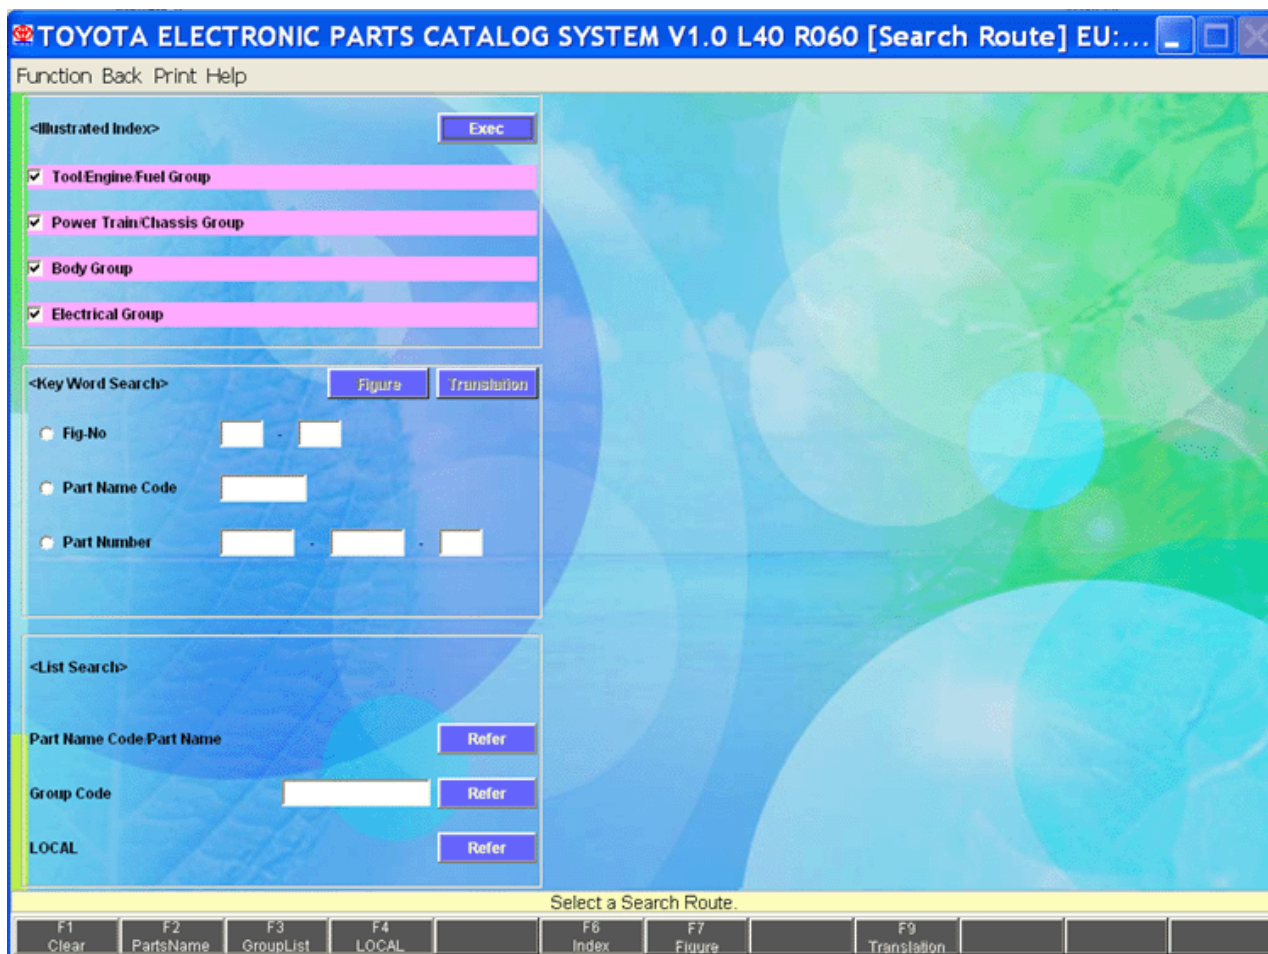 TOYOTA ELECTRONIC PARTS CATALOG SYSTEM V1.0 L40 R060 [Search Route] EU:...
Function Back Print Help
<Illustrated Index> Exec
Tool/Engine/Fuel Group
Power Train/Chassis Group
Body Group
Electrical Group
<Key Word Search> Figure Translation
Fig-No -
Part Name Code
Part Number - -
<List Search>
Part Name Code/Part Name Refer
Group Code Refer
LOCAL Refer
Select a Search Route.
F1 F2 F3 F4 F6 F7 F9
Clear PartsName GroupList LOCAL Index Figure Translation